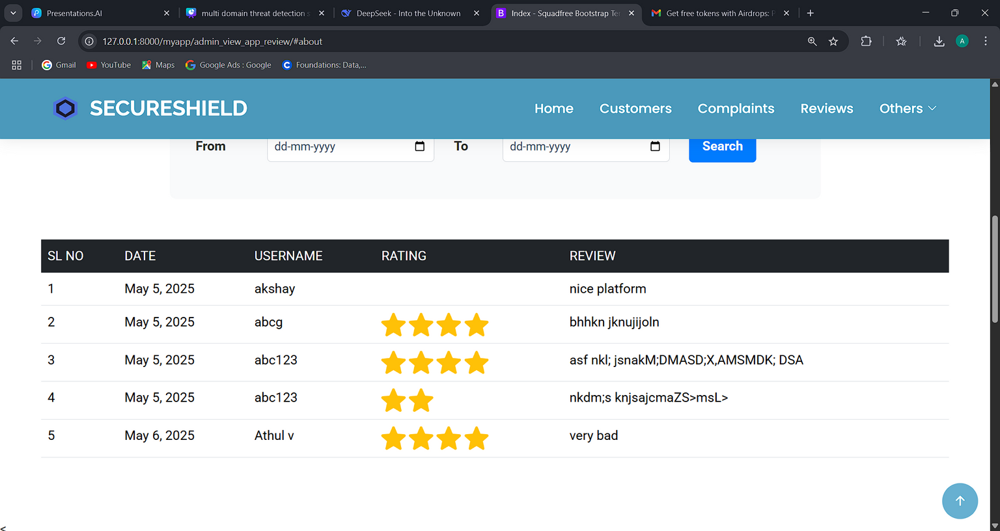 Presentations.AI
multi domain threat detection s
DeepSeek - Into the Unknown
Index - Squadfree Bootstrap Te
Get free tokens with Airdrops: P
127.0.0.1:8000/myapp/admin_view_app_review/#about
A
Gmail
YouTube
Maps
Google Ads : Google
Foundations: Data,...
SECURESHIELD
Home Customers Complaints Reviews Others
From dd-mm-yyyy To dd-mm-yyyy Search
SL NO DATE USERNAME RATING REVIEW
1 May 5, 2025 akshay nice platform
2 May 5, 2025 abcg bhhkn jknujijoln
3 May 5, 2025 abc123 asf nkl; jsnakM;DMASD;X,AMSMDK; DSA
4 May 5, 2025 abc123 nkdm;s knjsajcmaZS>msL>
5 May 6, 2025 Athul v very bad
<